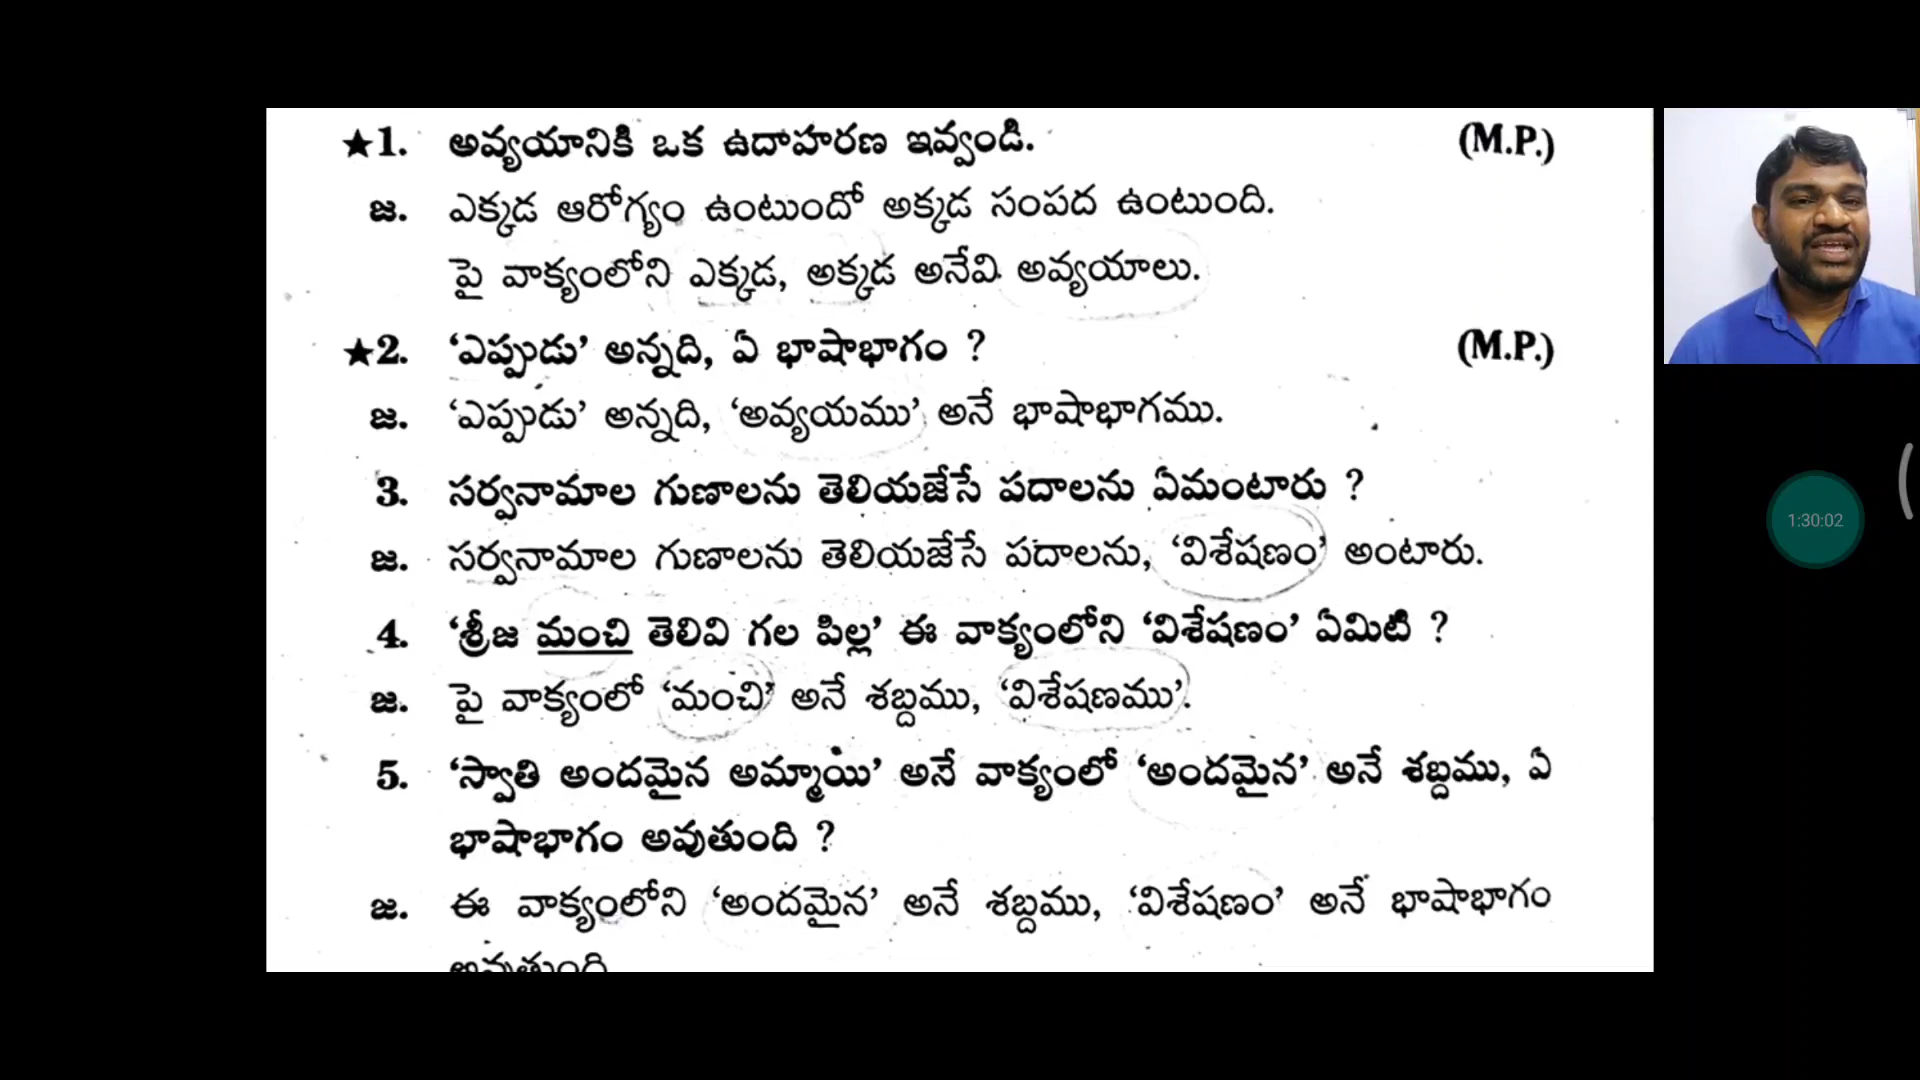 ★1. అవ్యయానికి ఒక ఉదాహరణ ఇవ్వండి. (M.P.)
జ. ఎక్కడ ఆరోగ్యం ఉంటుందో అక్కడ సంపద ఉంటుంది.
పై వాక్యంలోని ఎక్కడ, అక్కడ అనేవి అవ్యయాలు.
★2. ‘ఎప్పుడు’ అన్నది, ఏ భాషాభాగం ? (M.P.)
జ. ‘ఎప్పుడు’ అన్నది, ‘అవ్యయము’ అనే భాషాభాగము.
3. సర్వనామాల గుణాలను తెలియజేసే పదాలను ఏమంటారు ?
జ. సర్వనామాల గుణాలను తెలియజేసే పదాలను, ‘విశేషణం’ అంటారు.
4. ‘శ్రీజ మంచి తెలివి గల పిల్ల’ ఈ వాక్యంలోని ‘విశేషణం’ ఏమిటి ?
జ. పై వాక్యంలో ‘మంచి’ అనే శబ్దము, ‘విశేషణము’.
5. ‘స్వాతి అందమైన అమ్మాయి’ అనే వాక్యంలో ‘అందమైన’ అనే శబ్దము, ఏ
భాషాభాగం అవుతుంది ?
జ. ఈ వాక్యంలోని ‘అందమైన’ అనే శబ్దము, ‘విశేషణం’ అనే భాషాభాగం
అవుతుంది
1:30:02